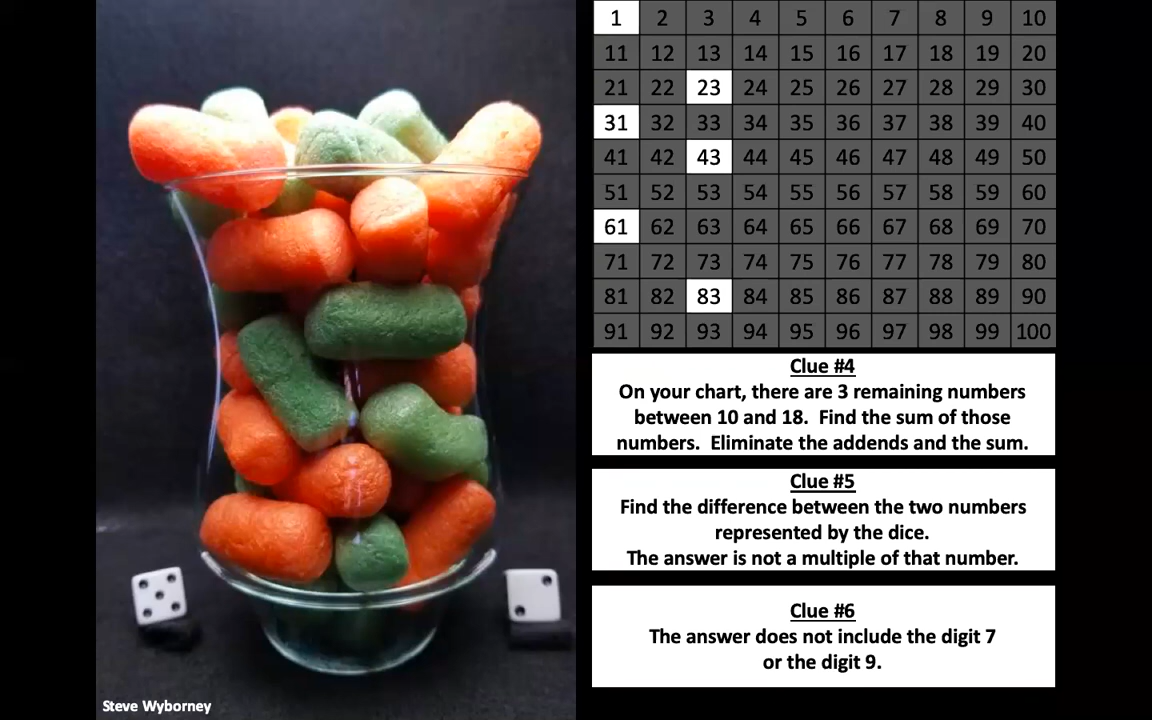 1 2 3 4 5 6 7 8 9 10
11 12 13 14 15 16 17 18 19 20
21 22 23 24 25 26 27 28 29 30
31 32 33 34 35 36 37 38 39 40
41 42 43 44 45 46 47 48 49 50
51 52 53 54 55 56 57 58 59 60
61 62 63 64 65 66 67 68 69 70
71 72 73 74 75 76 77 78 79 80
81 82 83 84 85 86 87 88 89 90
91 92 93 94 95 96 97 98 99 100
Clue #4
On your chart, there are 3 remaining numbers
between 10 and 18. Find the sum of those
numbers. Eliminate the addends and the sum.
Clue #5
Find the difference between the two numbers
represented by the dice.
The answer is not a multiple of that number.
Clue #6
The answer does not include the digit 7
or the digit 9.
Steve Wyborney